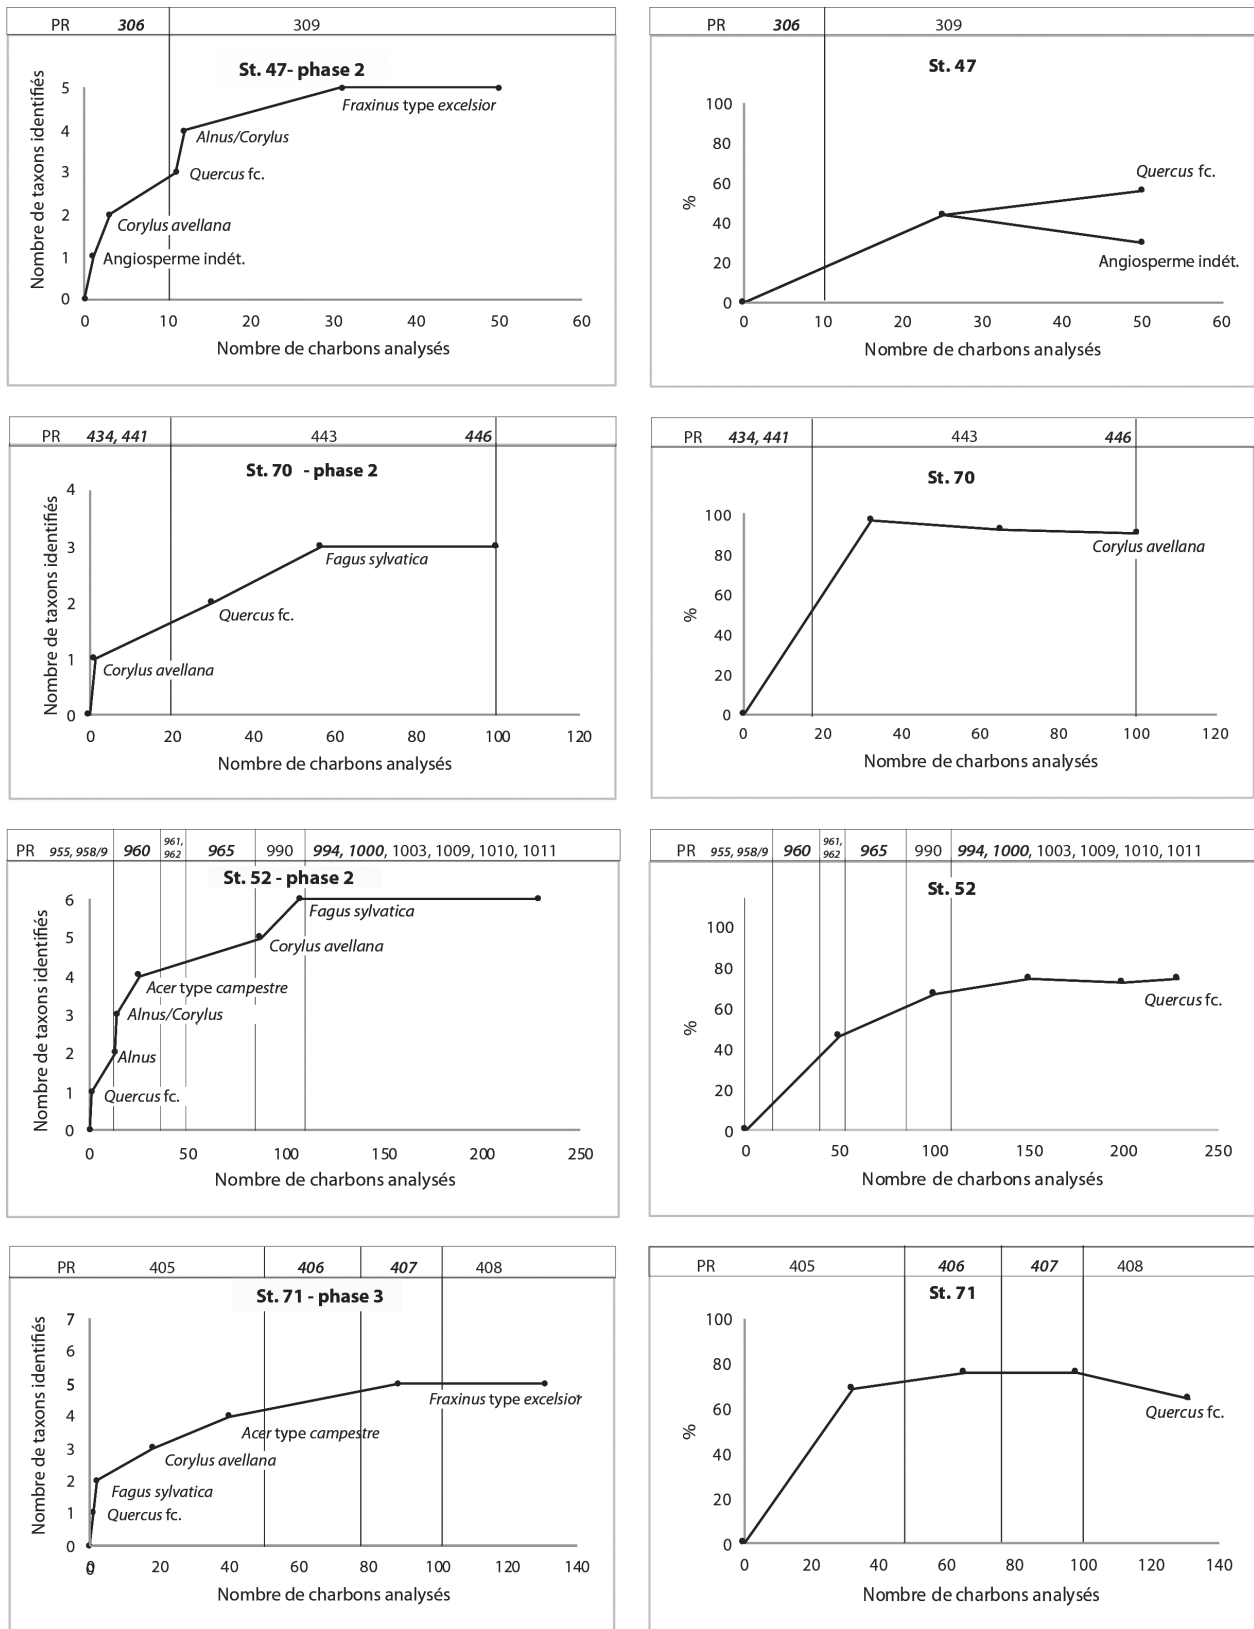 PR 306 309
St. 47- phase 2
Nombre de taxons identifiés
5
4
3
2
1
0
Fraxinus type excelsior
Alnus/Corylus
Quercus fc.
Corylus avellana
Angiosperme indét.
0 10 20 30 40 50 60
Nombre de charbons analysés
PR 306 309
St. 47
%
100
80
60
40
20
0
Quercus fc.
Angiosperme indét.
0 10 20 30 40 50 60
Nombre de charbons analysés
PR 434, 441 443 446
St. 70 - phase 2
Nombre de taxons identifiés
4
3
2
1
0
Fagus sylvatica
Quercus fc.
Corylus avellana
0 20 40 60 80 100 120
Nombre de charbons analysés
PR 434, 441 443 446
St. 70
%
100
80
60
40
20
0
Corylus avellana
0 20 40 60 80 100 120
Nombre de charbons analysés
PR 955, 958/9 960 961, 962 965 990 994, 1000, 1003, 1009, 1010, 1011
St. 52 - phase 2
Nombre de taxons identifiés
6
5
4
3
2
1
0
Fagus sylvatica
Corylus avellana
Acer type campestre
Alnus/Corylus
Alnus
Quercus fc.
0 50 100 150 200 250
Nombre de charbons analysés
PR 955, 958/9 960 961, 962 965 990 994, 1000, 1003, 1009, 1010, 1011
St. 52
%
100
80
60
40
20
0
Quercus fc.
0 50 100 150 200 250
Nombre de charbons analysés
PR 405 406 407 408
St. 71 - phase 3
Nombre de taxons identifiés
7
6
5
4
3
2
1
0
Fraxinus type excelsior
Acer type campestre
Corylus avellana
Fagus sylvatica
Quercus fc.
0 20 40 60 80 100 120 140
Nombre de charbons analysés
PR 405 406 407 408
St. 71
%
100
80
60
40
20
0
Quercus fc.
0 20 40 60 80 100 120 140
Nombre de charbons analysés